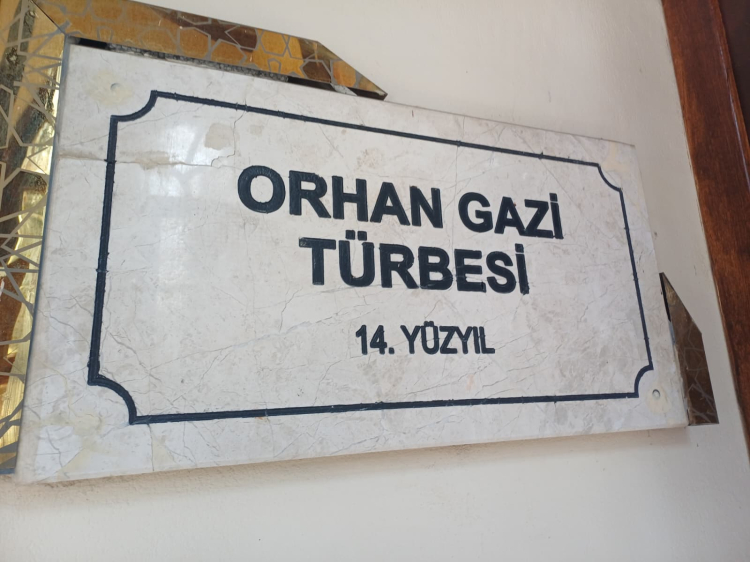 ORHAN GAZİ
TÜRBESİ
14. YÜZYIL